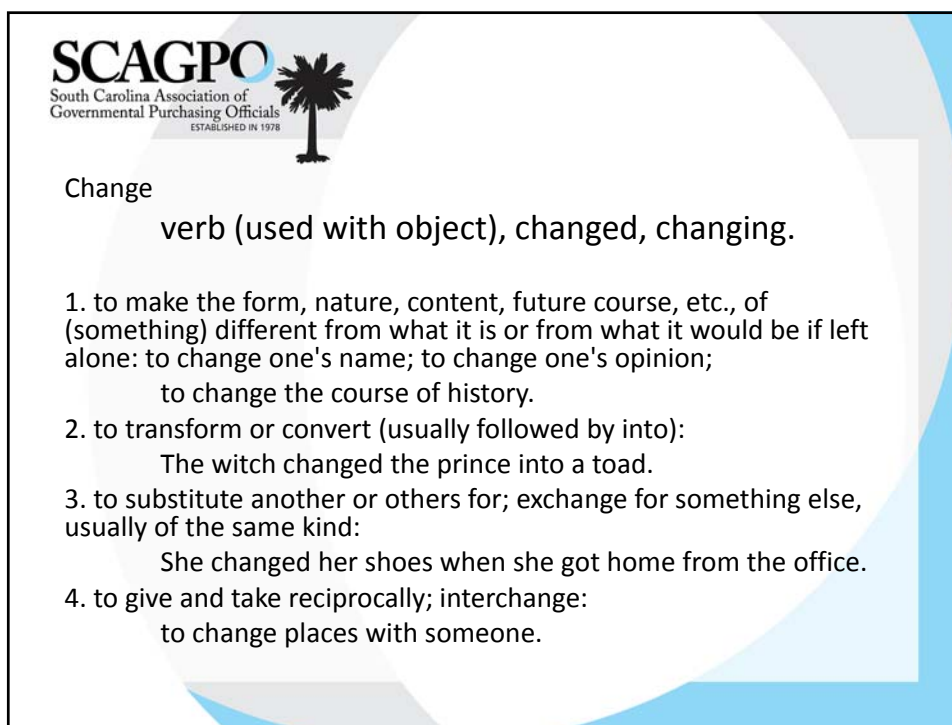 SCAGPO
South Carolina Association of
Governmental Purchasing Officials
ESTABLISHED IN 1978
Change
verb (used with object), changed, changing.
1. to make the form, nature, content, future course, etc., of
(something) different from what it is or from what it would be if left
alone: to change one's name; to change one's opinion;
to change the course of history.
2. to transform or convert (usually followed by into):
The witch changed the prince into a toad.
3. to substitute another or others for; exchange for something else,
usually of the same kind:
She changed her shoes when she got home from the office.
4. to give and take reciprocally; interchange:
to change places with someone.